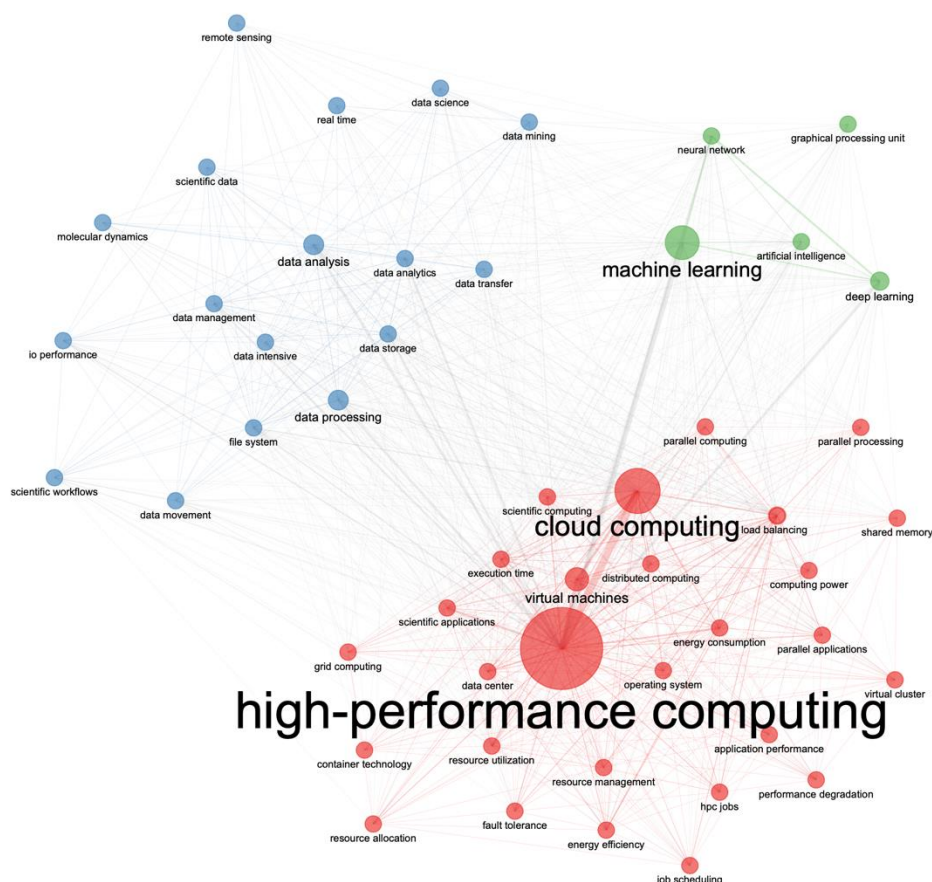 remote sensing
data science
real time
data mining
graphical processing unit
neural network
scientific data
molecular dynamics
data analysis
data analytics
artificial intelligence
machine learning
data transfer
deep learning
data management
data storage
io performance
data intensive
data processing
file system
parallel computing
parallel processing
scientific workflows
data movement
scientific computing
cloud computing
load balancing
shared memory
execution time
distributed computing
computing power
virtual machines
scientific applications
energy consumption
parallel applications
grid computing
data center
operating system
virtual cluster
high-performance computing
application performance
container technology
resource utilization
resource management
performance degradation
hpc jobs
resource allocation
fault tolerance
energy efficiency
job scheduling